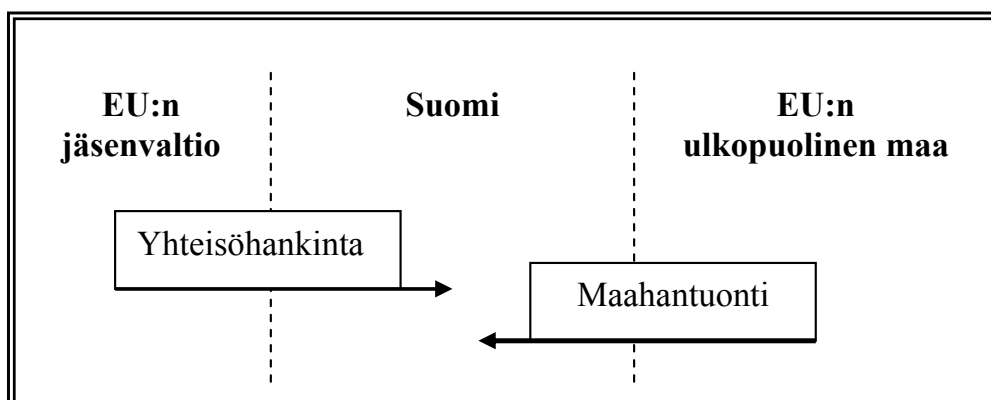 EU:n
jäsenvaltio
Suomi
EU:n
ulkopuolinen maa
Yhteisöhankinta
Maahantuonti